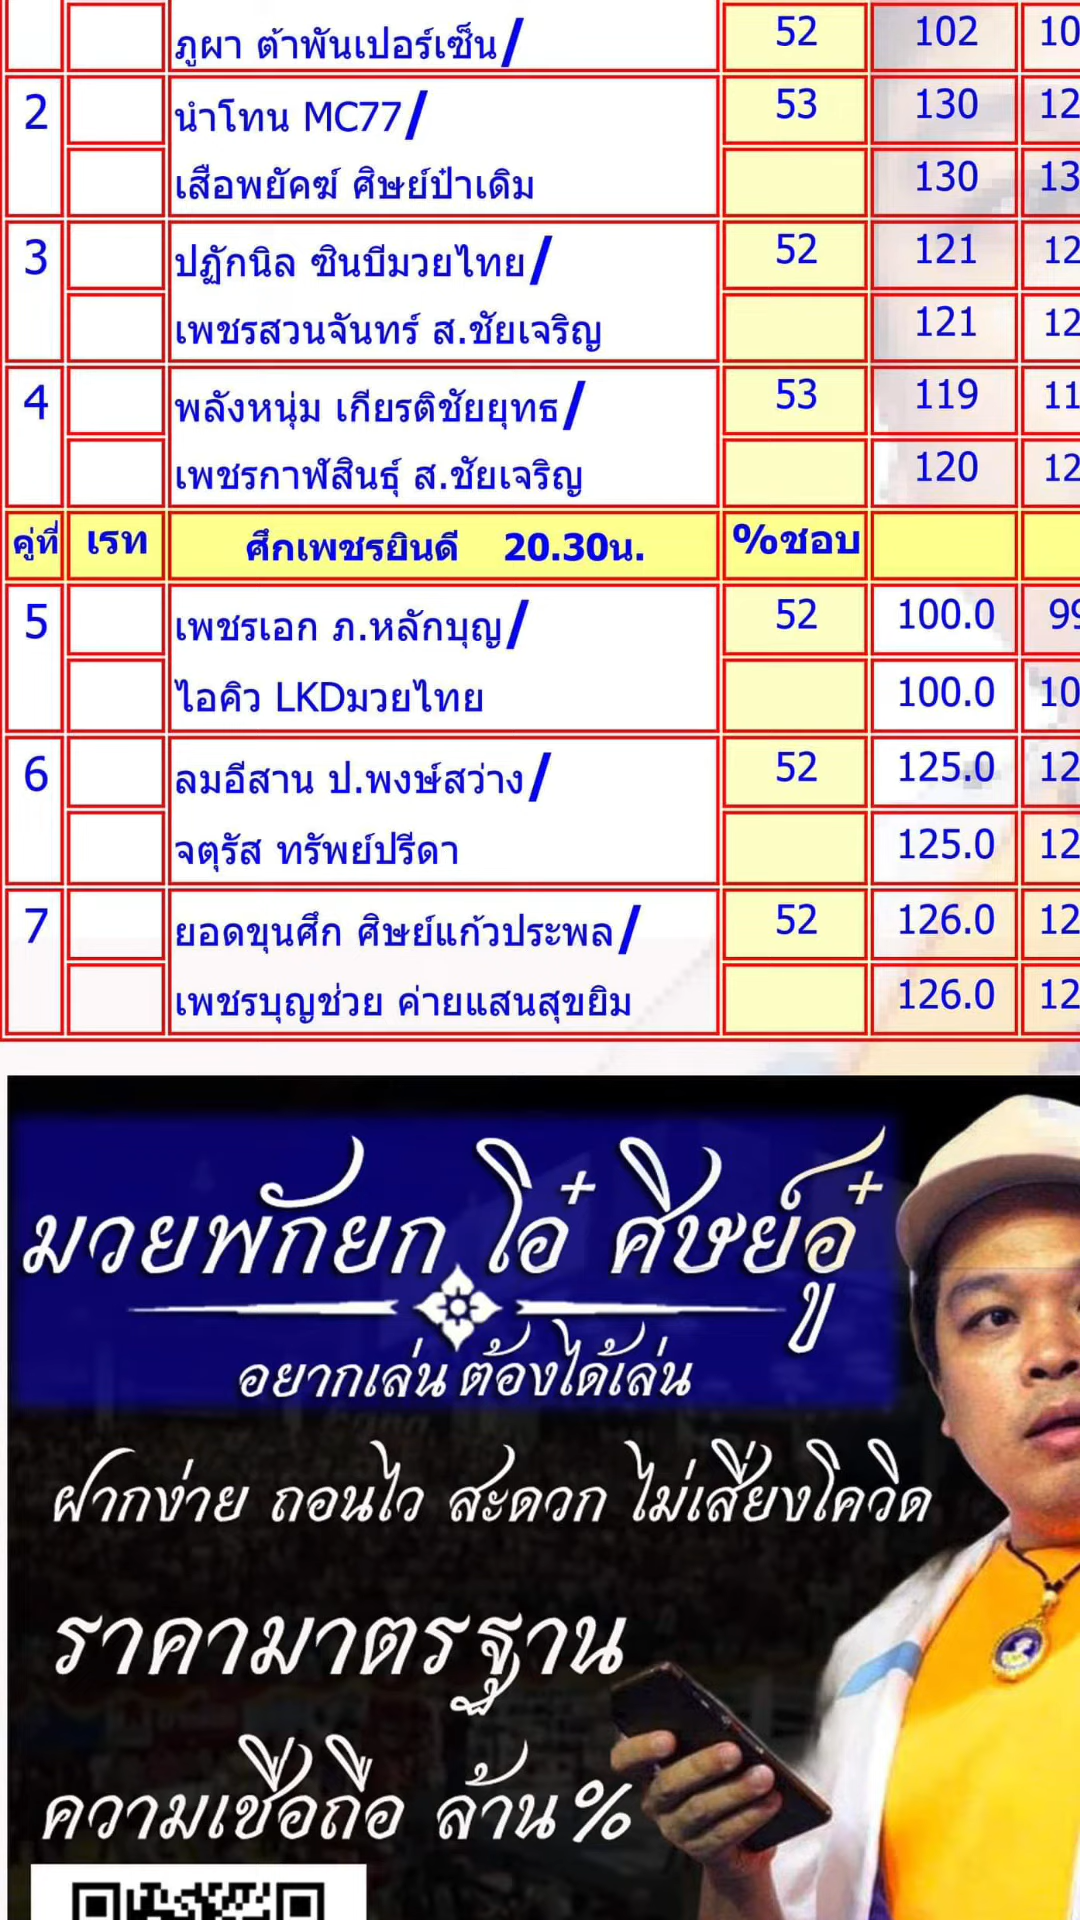 ภูผา ต้าพันเปอร์เซ็น/ 52 102 10
2 นำโทน MC77/ 53 130 12
เสือพยัคฆ์ ศิษย์ป๋าเดิม 130 13
3 ปฏักนิล ซินบีมวยไทย/ 52 121 12
เพชรสวนจันทร์ ส.ชัยเจริญ 121 12
4 พลังหนุ่ม เกียรติชัยยุทธ/ 53 119 11
เพชรกาฬสินธุ์ ส.ชัยเจริญ 120 12
คู่ที่ เรท ศึกเพชรยินดี 20.30น. %ชอบ
5 เพชรเอก ภ.หลักบุญ/ 52 100.0 99
ไอคิว LKDมวยไทย 100.0 10
6 ลมอีสาน ป.พงษ์สว่าง/ 52 125.0 12
จตุรัส ทรัพย์ปรีดา 125.0 12
7 ยอดขุนศึก ศิษย์แก้วประพล/ 52 126.0 12
เพชรบุญช่วย ค่ายแสนสุขยิม 126.0 12
มวยพักยก โอ๋ ศิษย์อู๋
อยากเล่น ต้องได้เล่น
ฝากง่าย ถอนไว สะดวก ไม่เสี่ยงโควิด
ราคามาตรฐาน
ความเชื่อถือ ล้าน%